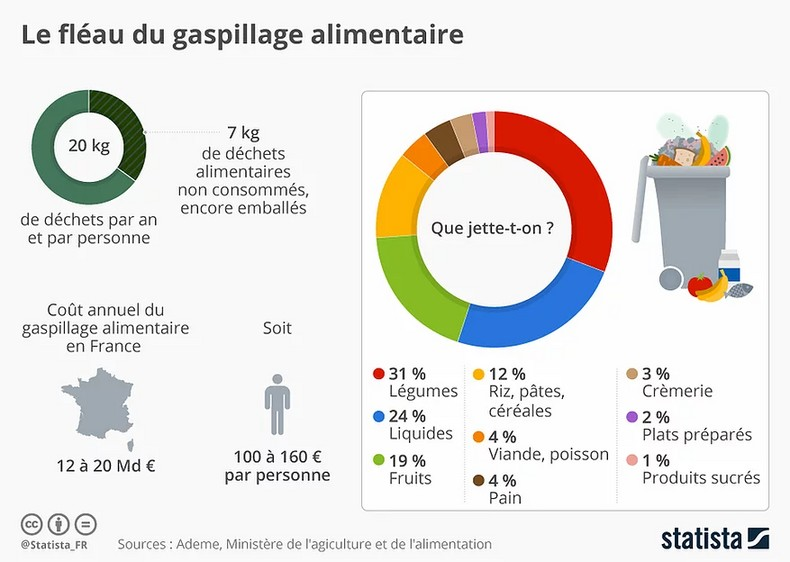 Le fléau du gaspillage alimentaire
20 kg
de déchets par an
et par personne
7 kg
de déchets
alimentaires
non consommés,
encore emballés
Coût annuel du
gaspillage alimentaire
en France
12 à 20 Md €
Soit
100 à 160 €
par personne
Que jette-t-on ?
31 %
Légumes
24 %
Liquides
19 %
Fruits
12 %
Riz, pâtes,
céréales
4 %
Viande, poisson
4 %
Pain
3 %
Crèmerie
2 %
Plats préparés
1 %
Produits sucrés
cc
@Statista_FR
Sources : Ademe, Ministère de l'agiculture et de l'alimentation
statista